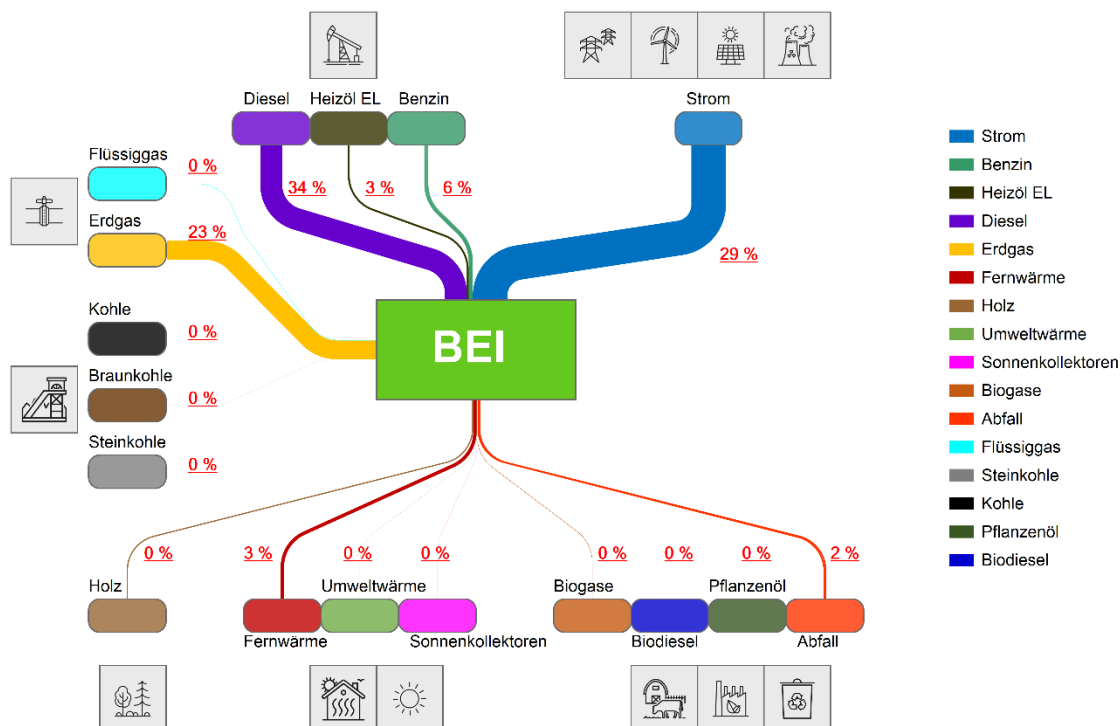 Diesel
Heizöl EL
Benzin
Strom
Flüssiggas
0 %
34 %
3 %
6 %
Erdgas
23 %
29 %
Kohle
0 %
BEI
Braunkohle
0 %
Steinkohle
0 %
0 %
3 %
0 %
0 %
0 %
0 %
0 %
2 %
Holz
Umweltwärme
Biogase
Pflanzenöl
Fernwärme
Sonnenkollektoren
Biodiesel
Abfall
Strom
Benzin
Heizöl EL
Diesel
Erdgas
Fernwärme
Holz
Umweltwärme
Sonnenkollektoren
Biogase
Abfall
Flüssiggas
Steinkohle
Kohle
Pflanzenöl
Biodiesel